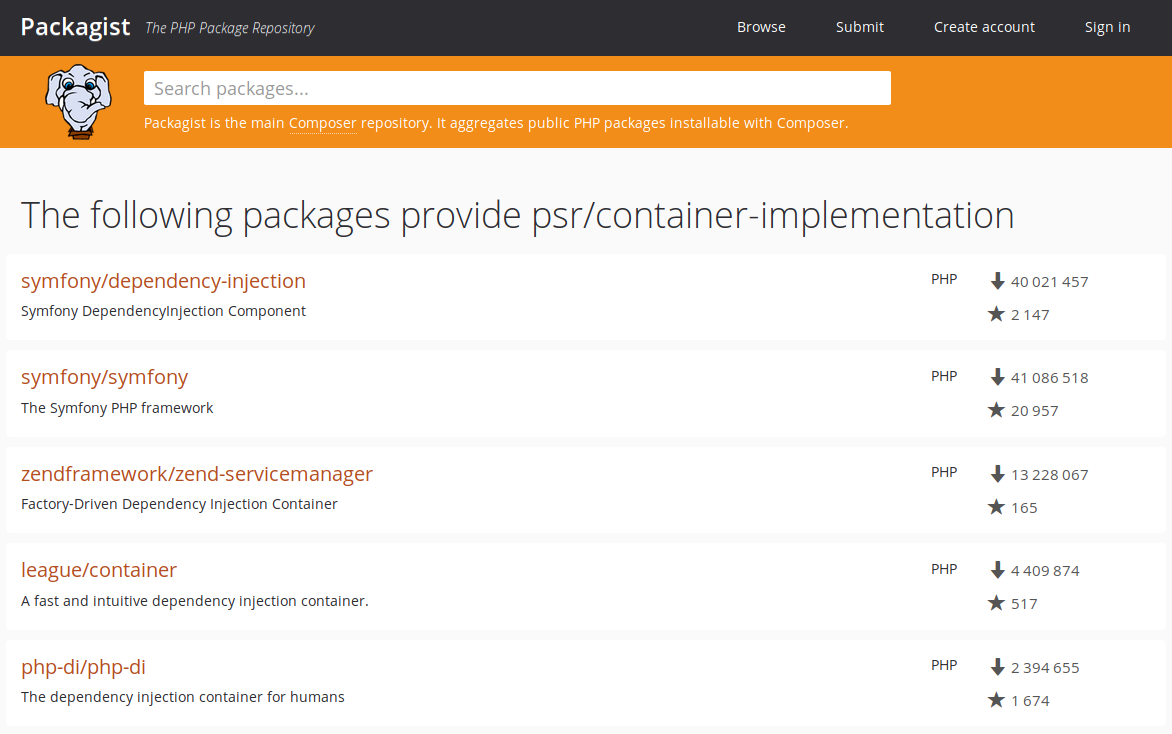 Packagist The PHP Package Repository Browse Submit Create account Sign in
Search packages...
Packagist is the main Composer repository. It aggregates public PHP packages installable with Composer.
The following packages provide psr/container-implementation
symfony/dependency-injection PHP 40 021 457
Symfony DependencyInjection Component 2 147
symfony/symfony PHP 41 086 518
The Symfony PHP framework 20 957
zendframework/zend-servicemanager PHP 13 228 067
Factory-Driven Dependency Injection Container 165
league/container PHP 4 409 874
A fast and intuitive dependency injection container. 517
php-di/php-di PHP 2 394 655
The dependency injection container for humans 1 674